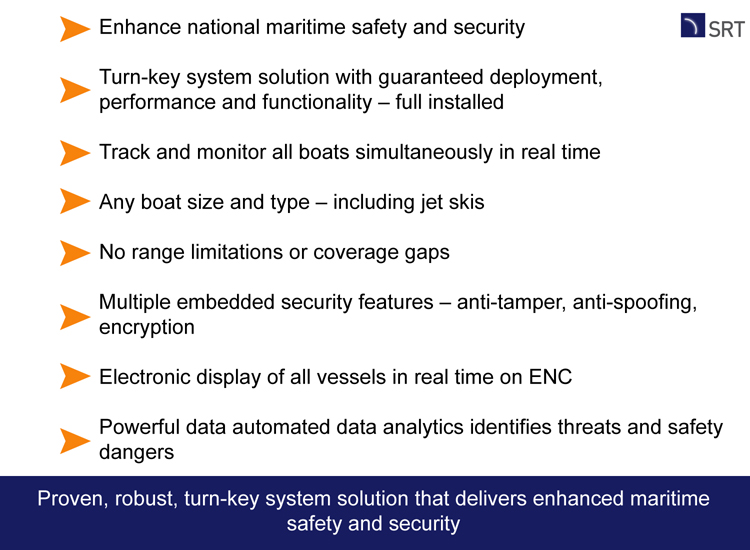 Enhance national maritime safety and security
SRT
Turn-key system solution with guaranteed deployment,
performance and functionality – full installed
Track and monitor all boats simultaneously in real time
Any boat size and type – including jet skis
No range limitations or coverage gaps
Multiple embedded security features – anti-tamper, anti-spoofing,
encryption
Electronic display of all vessels in real time on ENC
Powerful data automated data analytics identifies threats and safety
dangers
Proven, robust, turn-key system solution that delivers enhanced maritime
safety and security